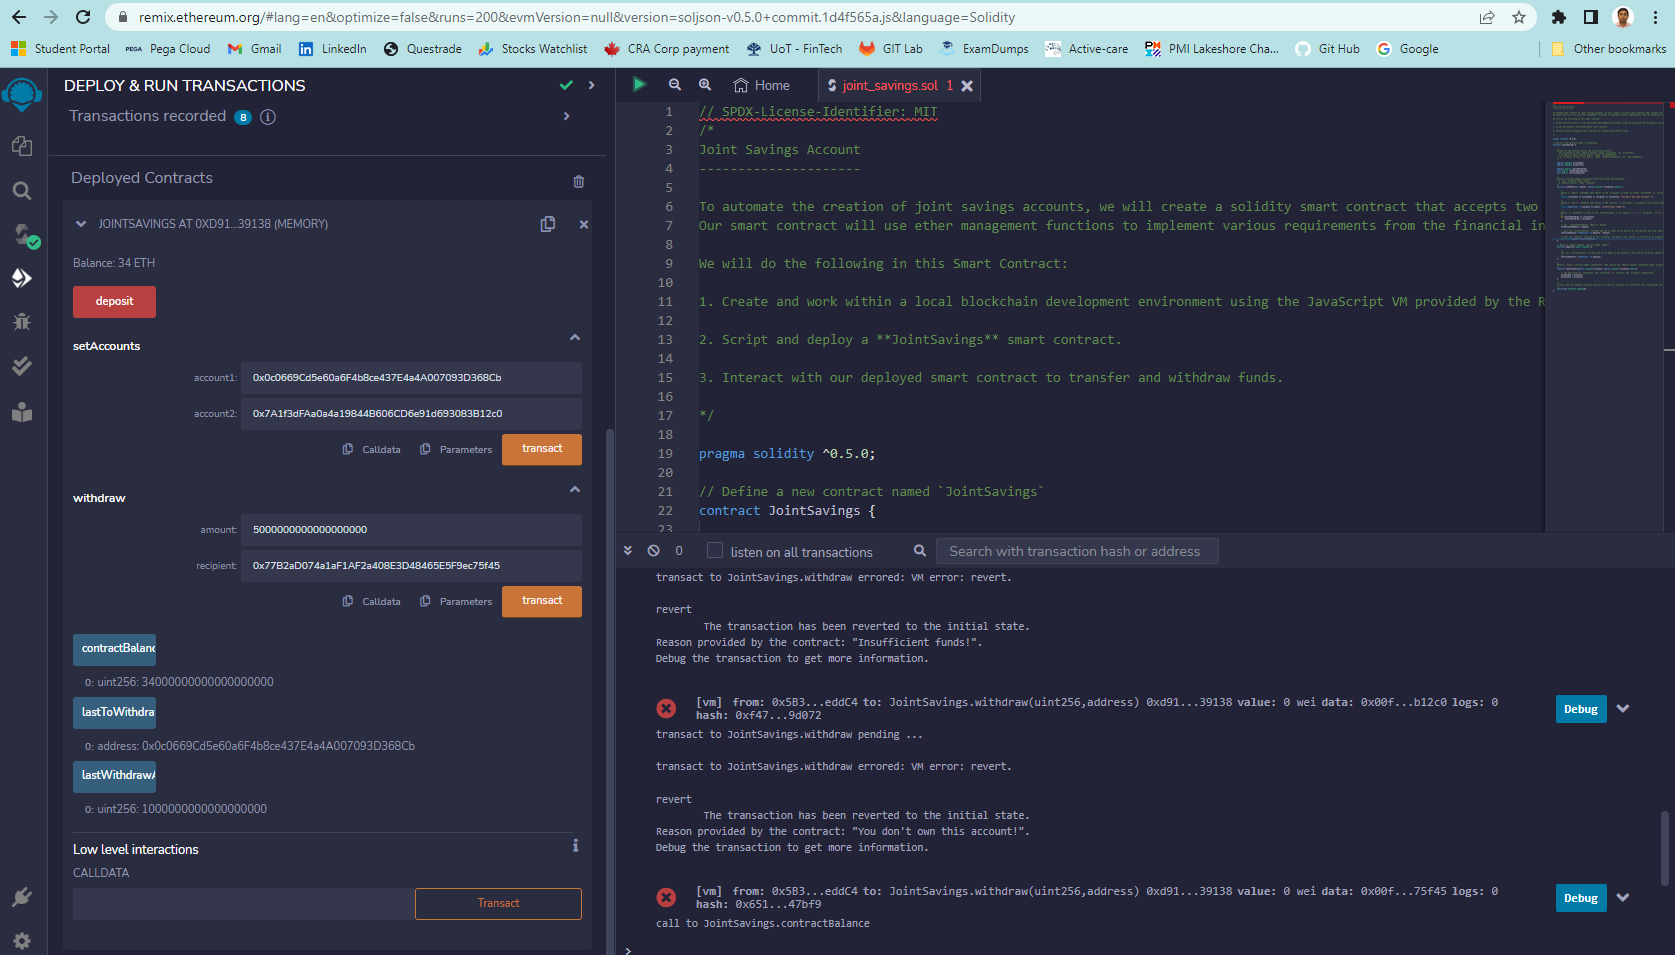 remix.ethereum.org/#lang=en&optimize=false&runs=200&evmVersion=null&version=soljson-v0.5.0+commit.1d4f565a.js&language=Solidity
Student Portal
PEGA Pega Cloud
Gmail
LinkedIn
Questrade
Stocks Watchlist
CRA Corp payment
UoT - FinTech
GIT Lab
ExamDumps
Active-care
PMI Lakeshore Cha...
Git Hub
Google
Other bookmarks
DEPLOY & RUN TRANSACTIONS
Transactions recorded 8 i
Deployed Contracts
JOINTSAVINGS AT 0XD91...39138 (MEMORY)
Balance: 34 ETH
deposit
setAccounts
account1: 0x0c0669Cd5e60a6F4b8ce437E4a4A007093D368Cb
account2: 0x7A1f3dFAa0a4a19844B606CD6e91d693083B12c0
Calldata Parameters transact
withdraw
amount: 5000000000000000000
recipient: 0x77B2aD074a1aF1AF2a408E3D48465E5F9ec75f45
Calldata Parameters transact
contractBalanc
0: uint256: 34000000000000000000
lastToWithdra
0: address: 0x0c0669Cd5e60a6F4b8ce437E4a4A007093D368Cb
lastWithdrawA
0: uint256: 10000000000000000000
Low level interactions i
CALLDATA
Transact
Home
joint_savings.sol 1
1 // SPDX-License-Identifier: MIT
2 /*
3 Joint Savings Account
4 ---------------------
5
6 To automate the creation of joint savings accounts, we will create a solidity smart contract that accepts two
7 Our smart contract will use ether management functions to implement various requirements from the financial in
8
9 We will do the following in this Smart Contract:
10
11 1. Create and work within a local blockchain development environment using the JavaScript VM provided by the R
12
13 2. Script and deploy a **JointSavings** smart contract.
14
15 3. Interact with our deployed smart contract to transfer and withdraw funds.
16
17 */
18
19 pragma solidity ^0.5.0;
20
21 // Define a new contract named `JointSavings`
22 contract JointSavings {
23
0 listen on all transactions Search with transaction hash or address
transact to JointSavings.withdraw errored: VM error: revert.
revert
The transaction has been reverted to the initial state.
Reason provided by the contract: "Insufficient funds!".
Debug the transaction to get more information.
[vm] from: 0x5B3...eddC4 to: JointSavings.withdraw(uint256,address) 0xd91...39138 value: 0 wei data: 0x00f...b12c0 logs: 0
hash: 0xf47...9d072
Debug
transact to JointSavings.withdraw pending ...
transact to JointSavings.withdraw errored: VM error: revert.
revert
The transaction has been reverted to the initial state.
Reason provided by the contract: "You don't own this account!".
Debug the transaction to get more information.
[vm] from: 0x5B3...eddC4 to: JointSavings.withdraw(uint256,address) 0xd91...39138 value: 0 wei data: 0x00f...75f45 logs: 0
hash: 0x651...47bf9
Debug
call to JointSavings.contractBalance
>